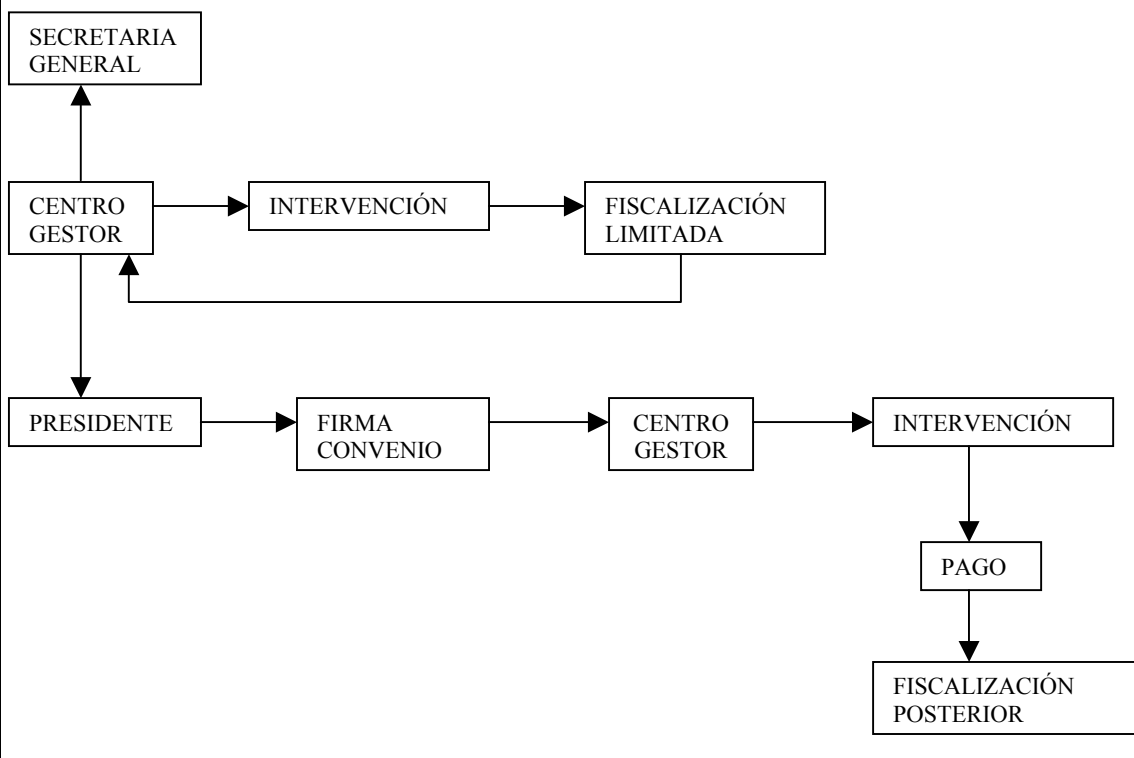 SECRETARIA
GENERAL
CENTRO
GESTOR
INTERVENCIÓN
FISCALIZACIÓN
LIMITADA
PRESIDENTE
FIRMA
CONVENIO
CENTRO
GESTOR
INTERVENCIÓN
PAGO
FISCALIZACIÓN
POSTERIOR